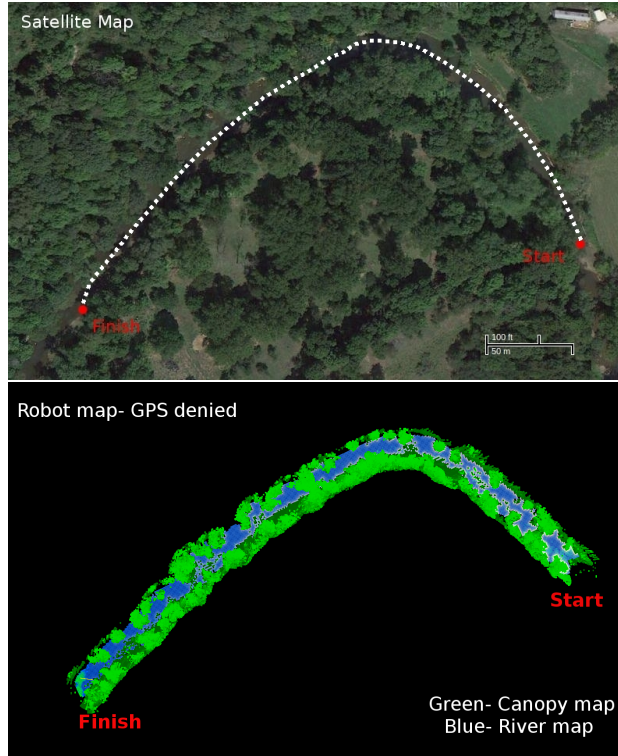 Satellite Map
Start
Finish
100 ft
50 m
Robot map- GPS denied
Start
Finish
Green- Canopy map
Blue- River map